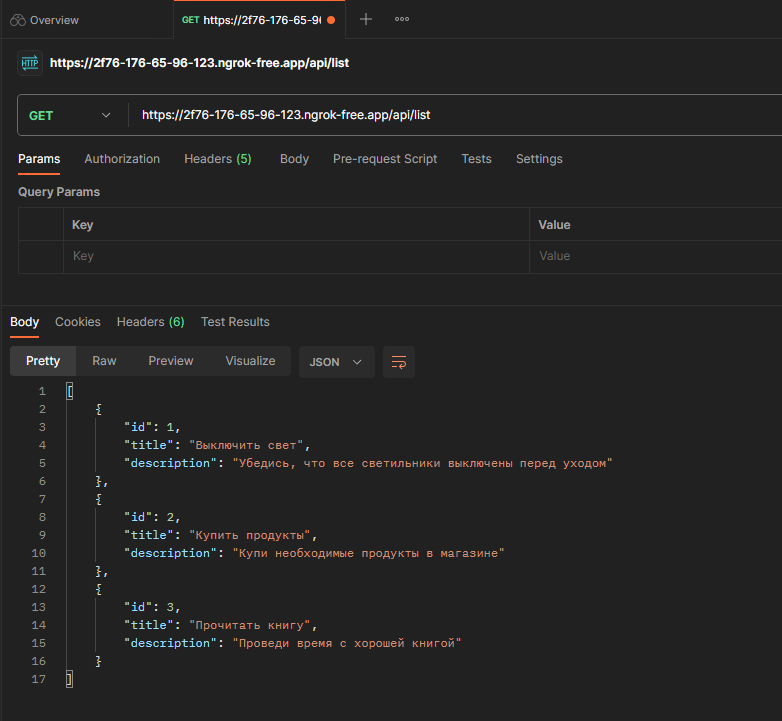 Overview
GET https://2f76-176-65-9
HTTP https://2f76-176-65-96-123.ngrok-free.app/api/list
GET https://2f76-176-65-96-123.ngrok-free.app/api/list
Params Authorization Headers (5) Body Pre-request Script Tests Settings
Query Params
Key Value
Key Value
Body Cookies Headers (6) Test Results
Pretty Raw Preview Visualize JSON
1 [
2 {
3 "id": 1,
4 "title": "Выключить свет",
5 "description": "Убедись, что все светильники выключены перед уходом"
6 },
7 {
8 "id": 2,
9 "title": "Купить продукты",
10 "description": "Купи необходимые продукты в магазине"
11 },
12 {
13 "id": 3,
14 "title": "Прочитать книгу",
15 "description": "Проведи время с хорошей книгой"
16 }
17 ]